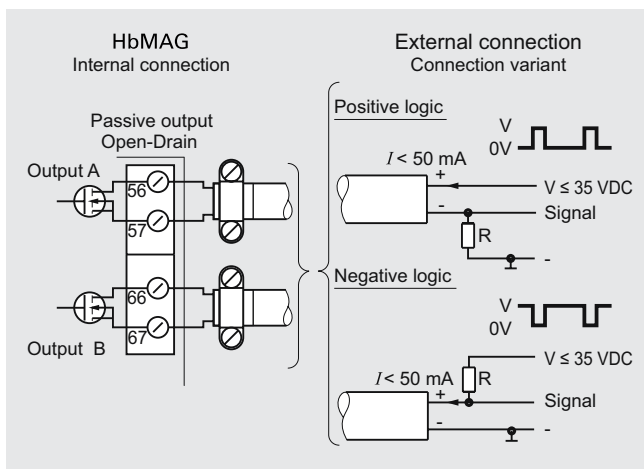 HbMAG
Internal connection
External connection
Connection variant
Passive output
Open-Drain
Output A
56
57
66
67
Output B
Positive logic
V
0V
I < 50 mA
+
V ≤ 35 VDC
-
Signal
R
-
Negative logic
V
0V
V ≤ 35 VDC
I < 50 mA
R
+
Signal
-
-